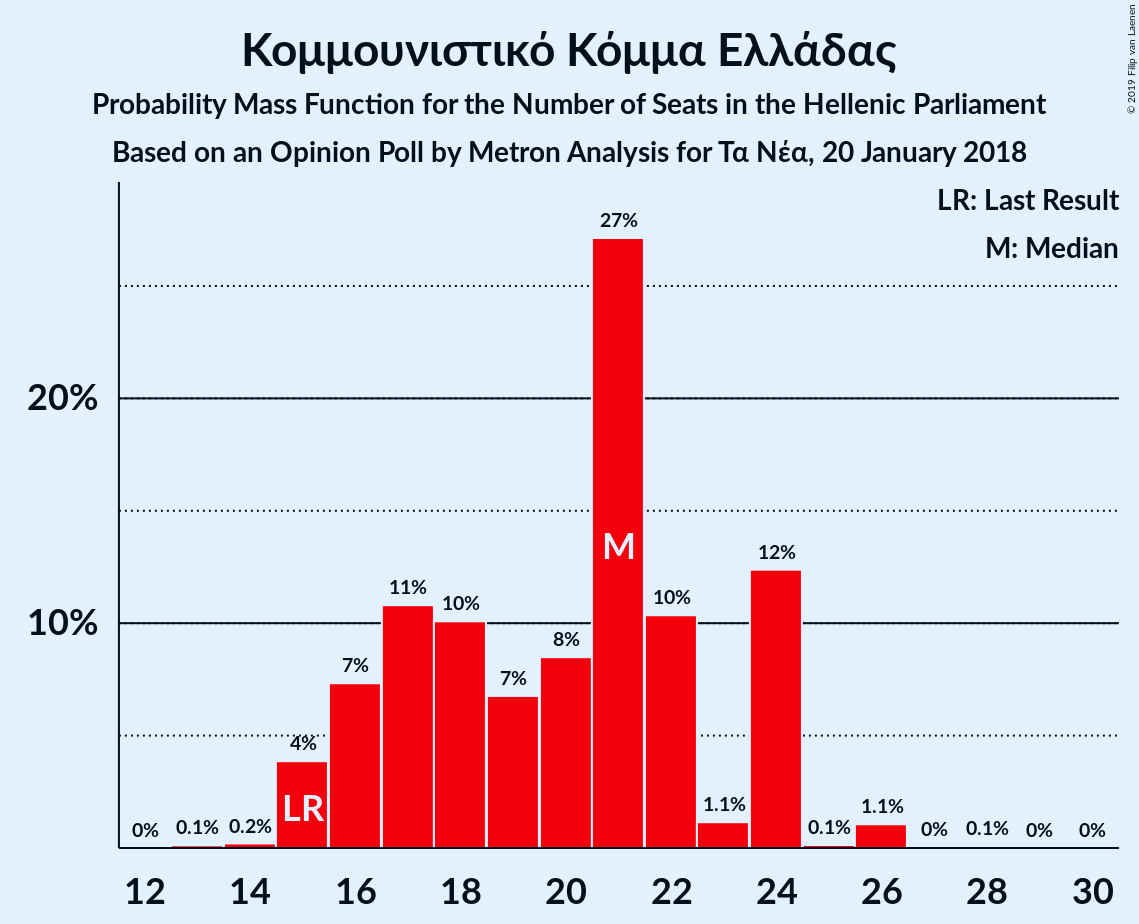 Κομμουνιστικό Κόμμα Ελλάδας
Probability Mass Function for the Number of Seats in the Hellenic Parliament
Based on an Opinion Poll by Metron Analysis for Τα Νέα, 20 January 2018
© 2019 Filip van Laenen
LR: Last Result
M: Median
20%
10%
0%
0.1%
0.2%
4%
7%
11%
10%
7%
8%
27%
10%
1.1%
12%
0.1%
1.1%
0%
0.1%
0%
0%
LR
M
12 14 16 18 20 22 24 26 28 30